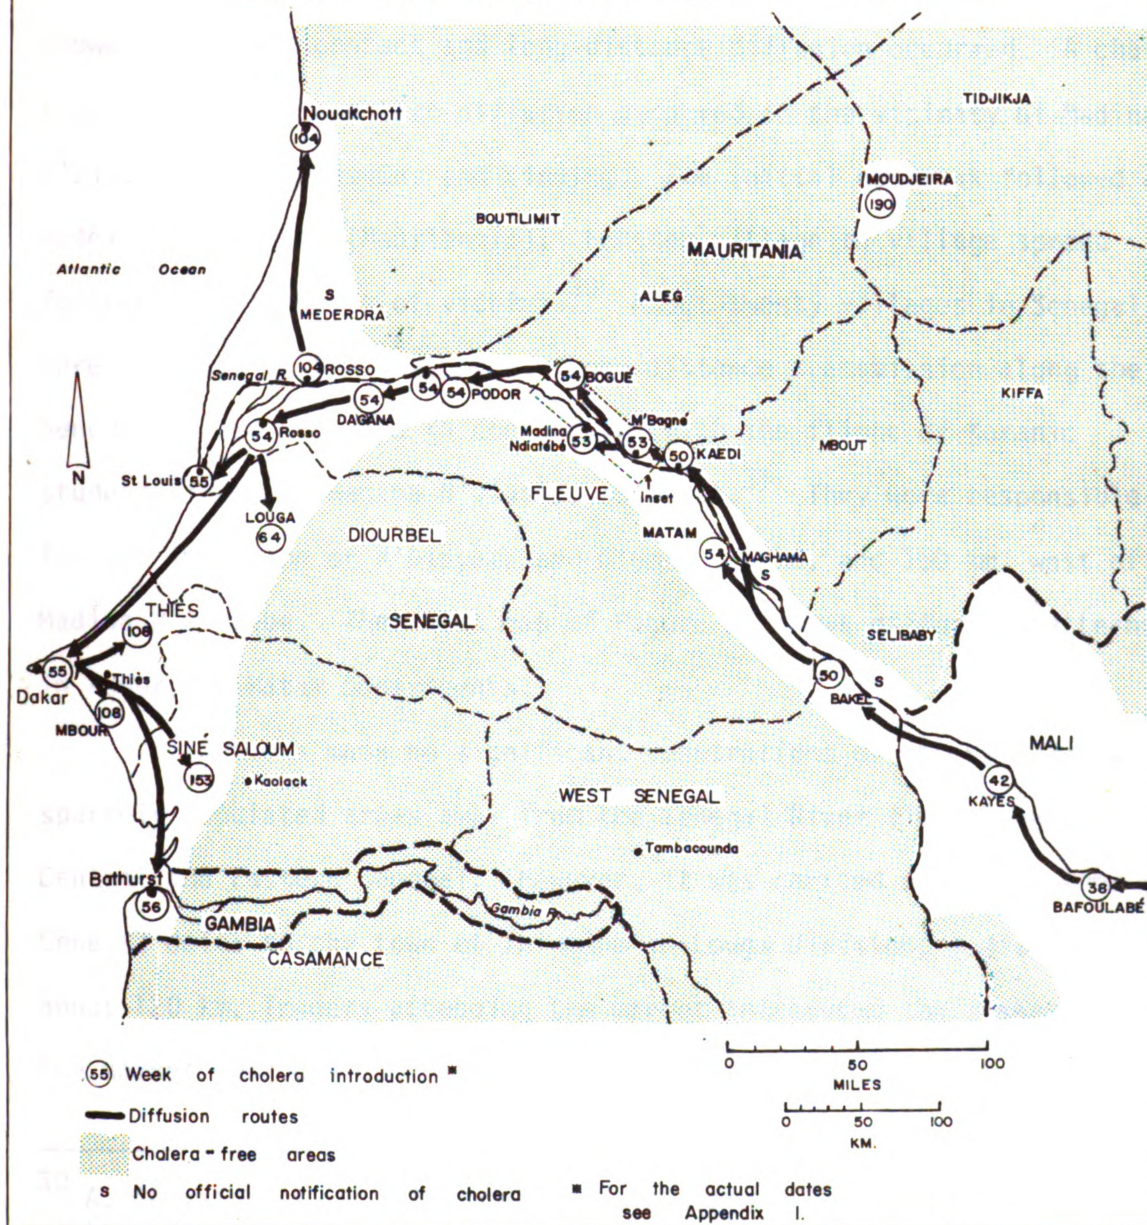 TIDJIKJA
Nouakchott
104
MOUDJEIRA
190
BOUTILIMIT
MAURITANIA
Atlantic Ocean
S
MEDERDRA
ALEG
104 ROSSO
Senegal R.
54
54 PODOR
54 BOGUÉ
54
DAGANA
KIFFA
N
54 Rosso
Madina
Ndiatébé
53
M'Bagné
53
50 KAEDI
MBOUT
55
St Louis
LOUGA
64
FLEUVE
Inset
DIOURBEL
MATAM
54
MAGHAMA
S
THIÈS
108
SENEGAL
SELIBABY
55
Dakar
Thiès
108
MBOUR
50
BAKEL
S
MALI
SINÉ SALOUM
153
Kaolack
42
KAYES
WEST SENEGAL
Tambacounda
Bathurst
56
GAMBIA
Gambia R.
38
BAFOULABÉ
CASAMANCE
0 50 100
MILES
0 50 100
KM.
55 Week of cholera introduction *
Diffusion routes
Cholera-free areas
S No official notification of cholera
* For the actual dates
see Appendix I.